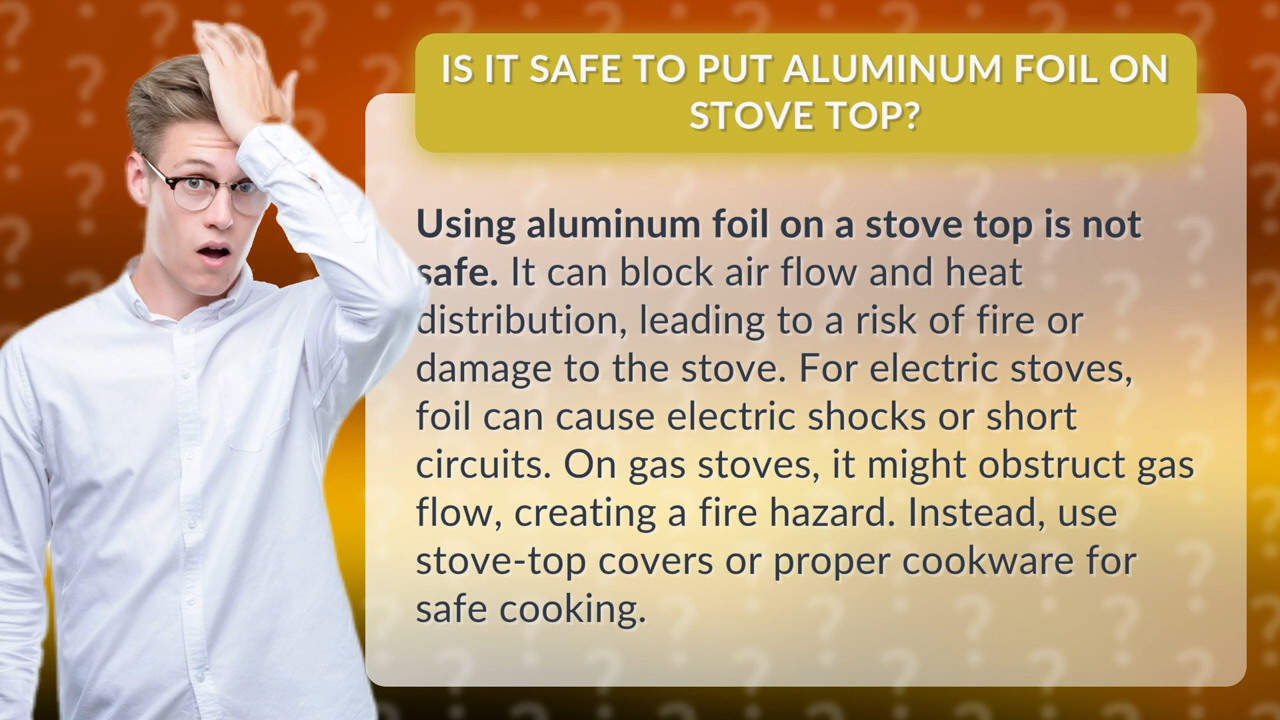 IS IT SAFE TO PUT ALUMINUM FOIL ON
STOVE TOP?
Using aluminum foil on a stove top is not
safe. It can block air flow and heat
distribution, leading to a risk of fire or
damage to the stove. For electric stoves,
foil can cause electric shocks or short
circuits. On gas stoves, it might obstruct gas
flow, creating a fire hazard. Instead, use
stove-top covers or proper cookware for
safe cooking.